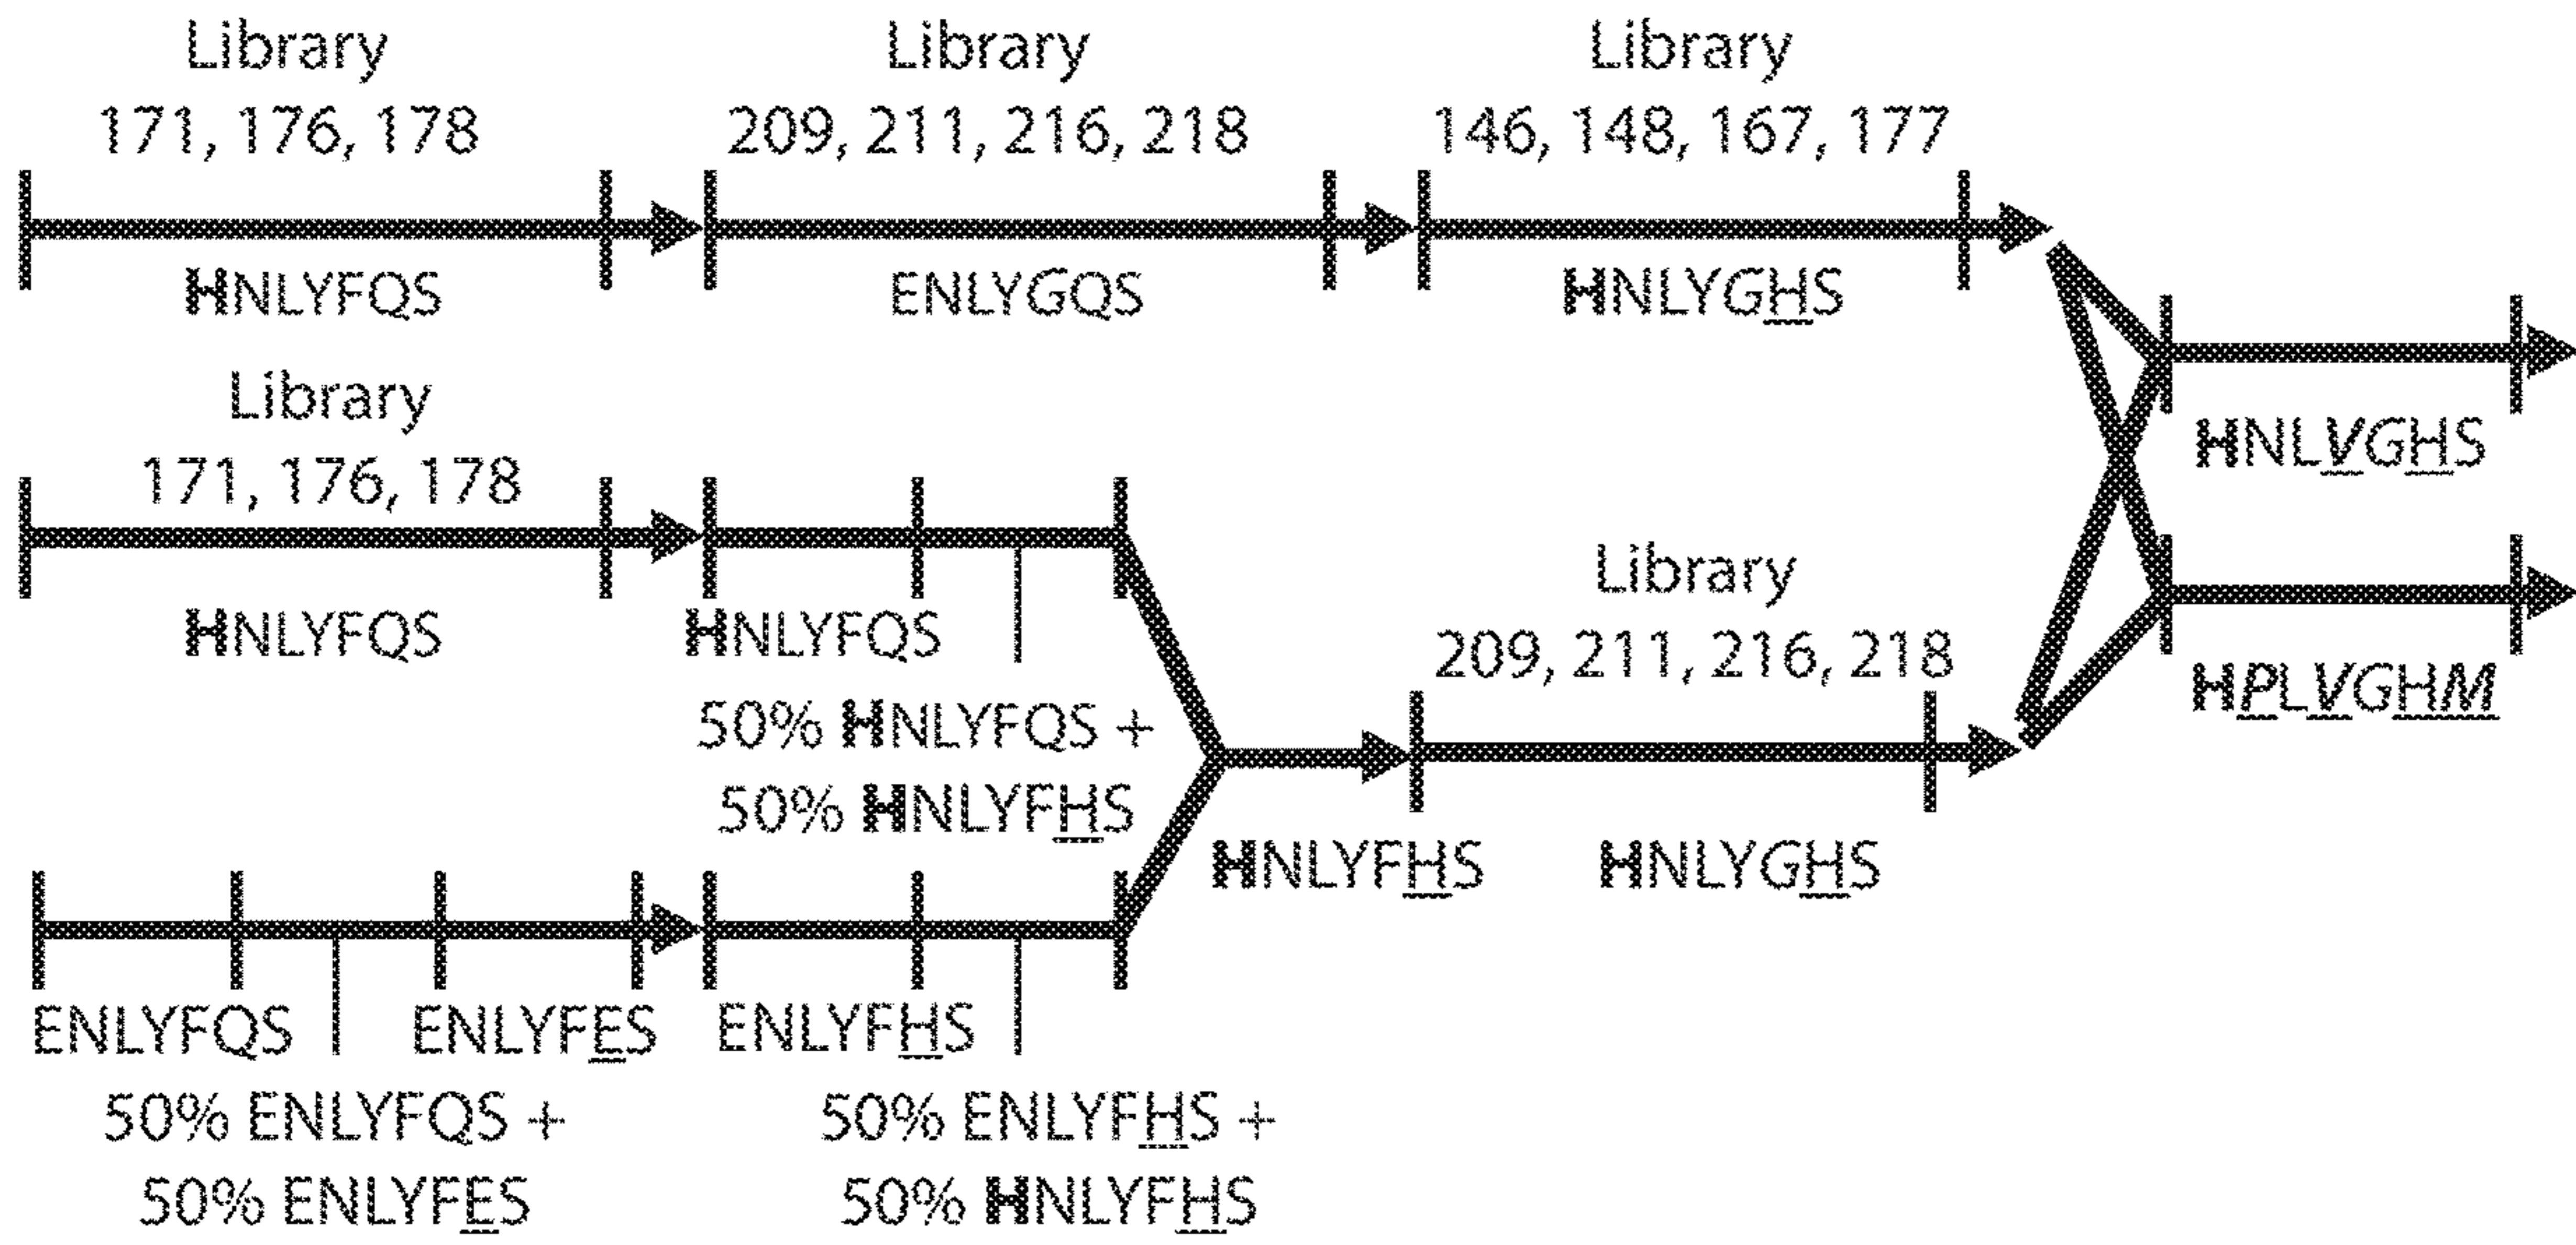 Library
171, 176, 178
HNLYFQS
Library
209, 211, 216, 218
ENLYGQS
Library
146, 148, 167, 177
HNLYGHS
HNLVGHS
HPLVGHM
Library
171, 176, 178
HNLYFQS
HNLYFQS
50% HNLYFQS +
50% HNLYFHS
HNLYFHS
Library
209, 211, 216, 218
HNLYGHS
ENLYFQS
50% ENLYFQS +
50% ENLYFES
ENLYFES
ENLYFHS
50% ENLYFHS +
50% HNLYFHS